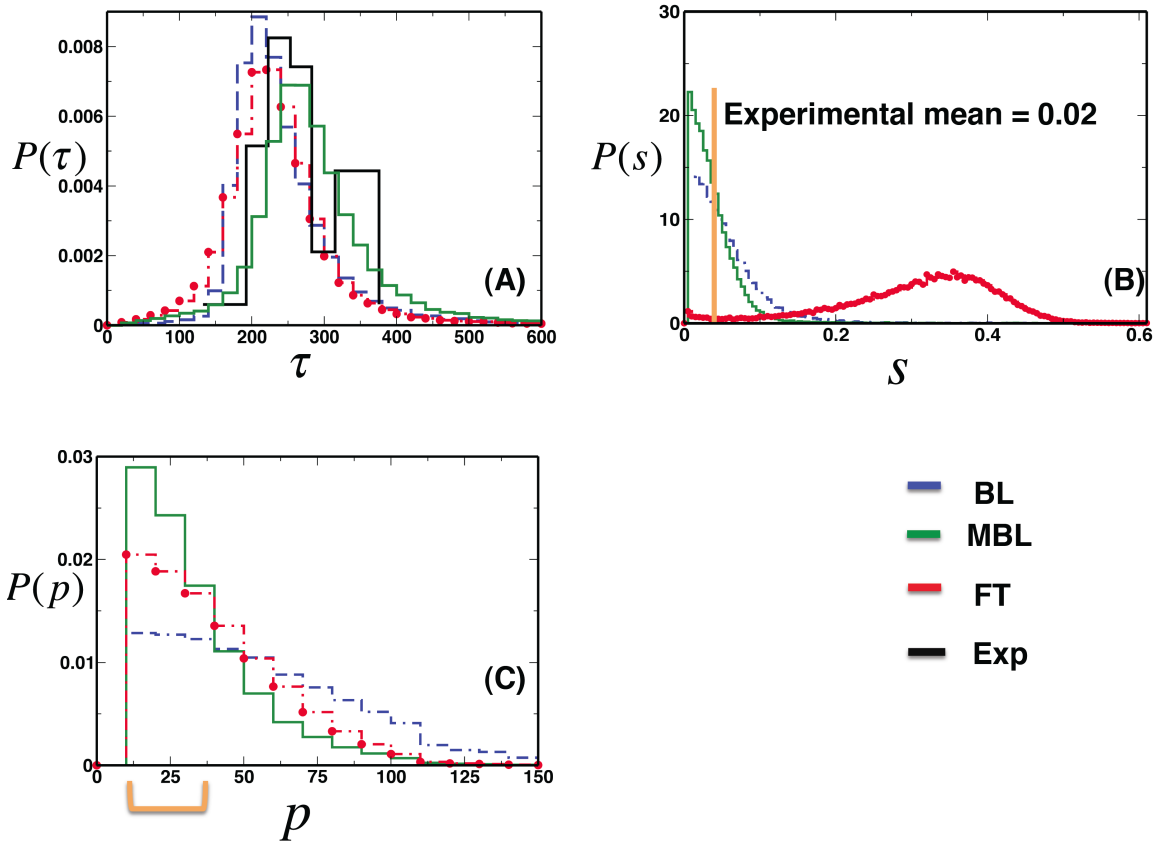 0.008
0.006
P(τ)
0.004
0.002
0
(A)
0 100 200 300 400 500 600
τ
30
20
P(s)
10
0
Experimental mean = 0.02
(B)
0 0.2 0.4 0.6
s
0.03
0.02
P(p)
0.01
0
(C)
0 25 50 75 100 125 150
p
BL
MBL
FT
Exp